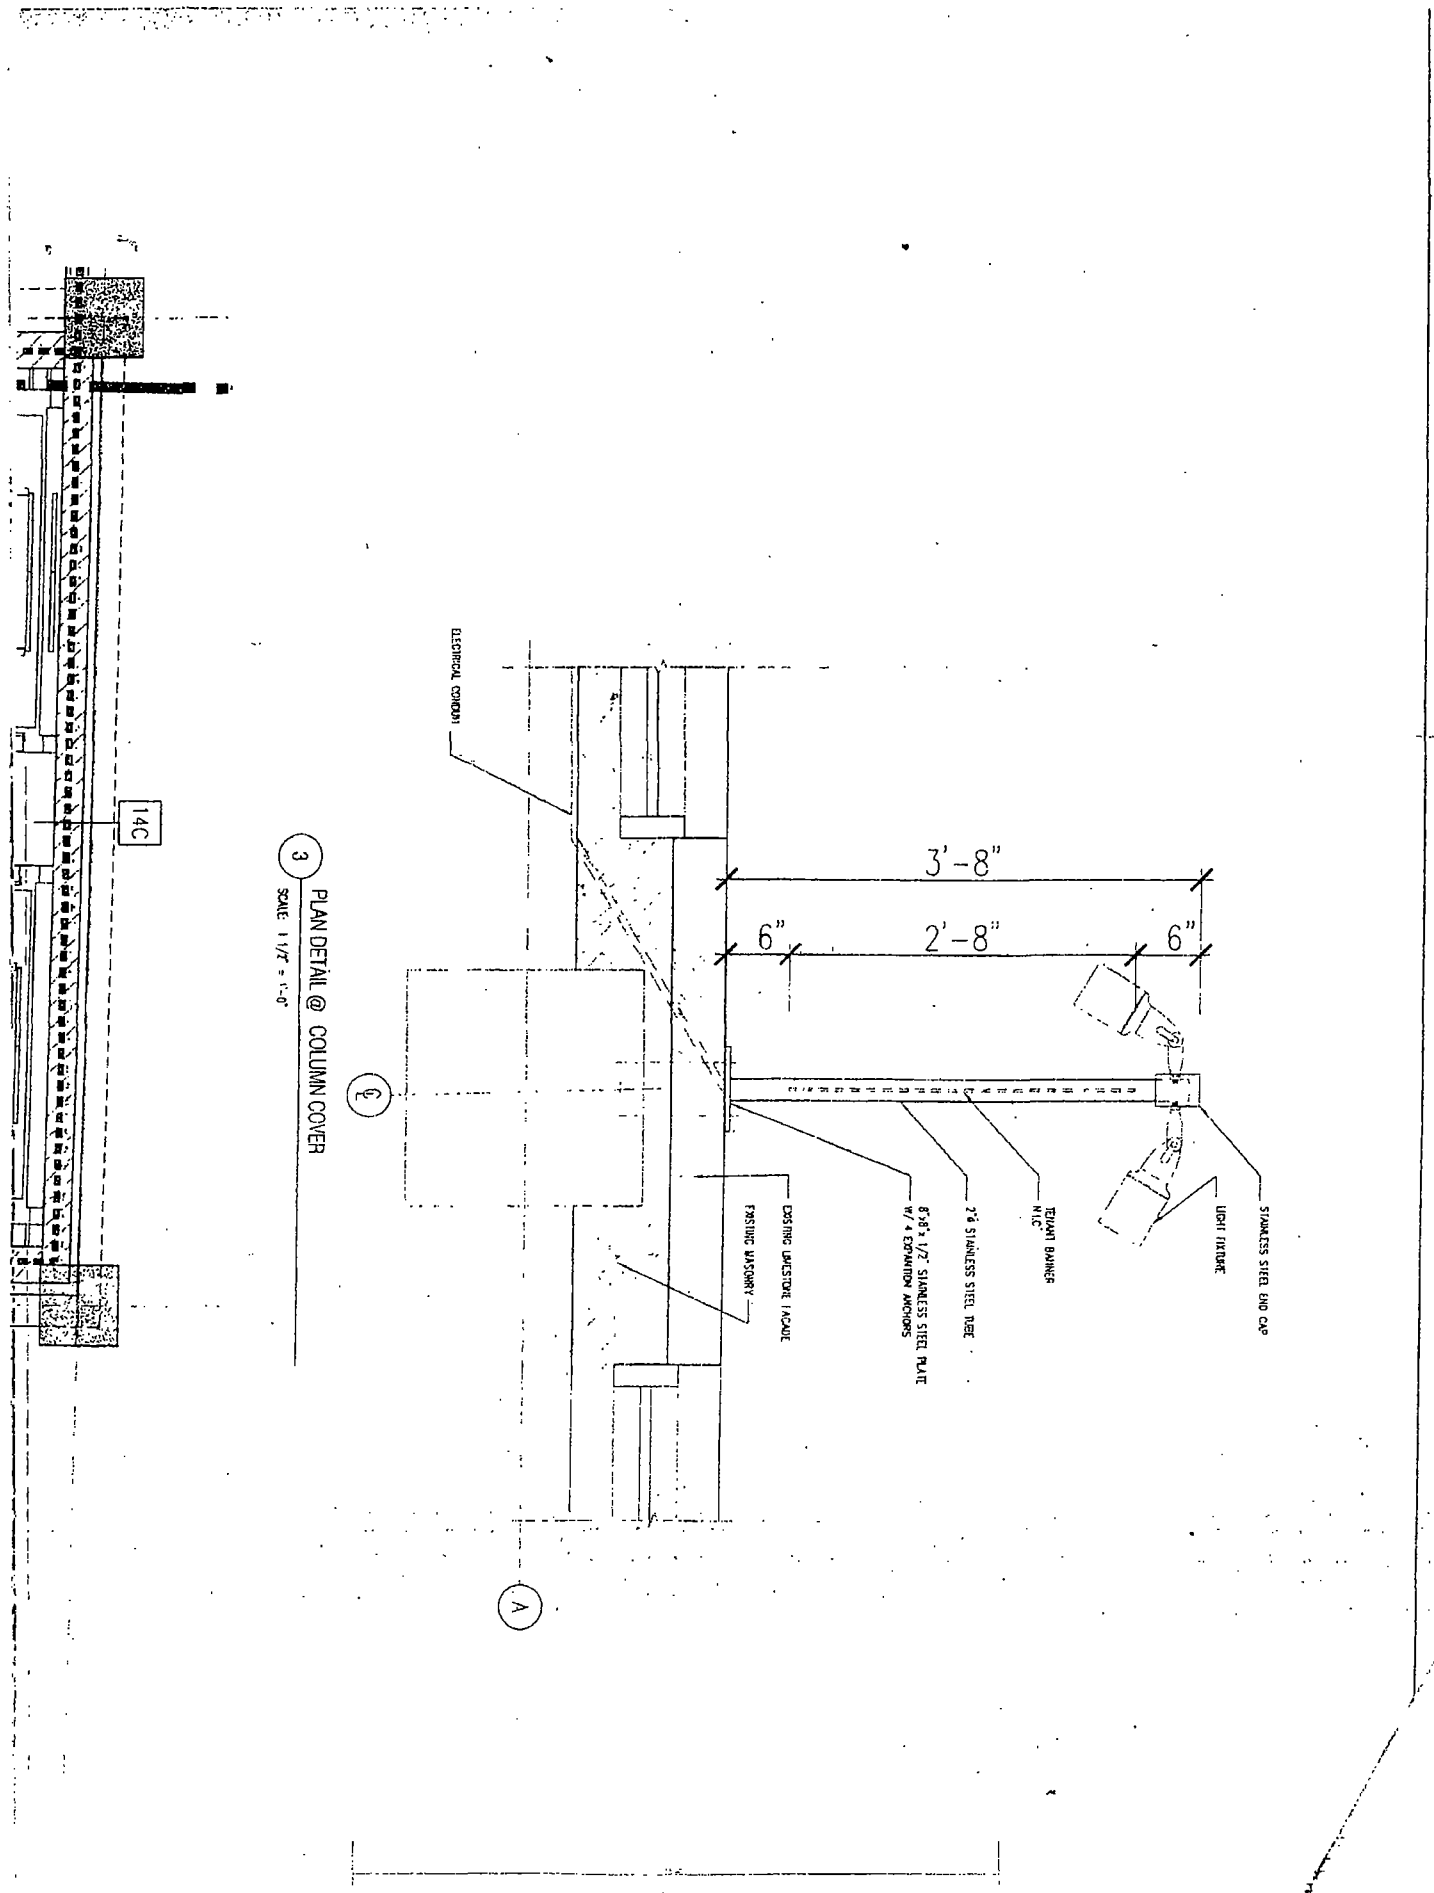 3'-8"
6"
2'-8"
6"
STAINLESS STEEL END CAP
LIGHT FIXTURE
TENANT BANNER
N.I.C.
2"ø STAINLESS STEEL TUBE
8"x8"x 1/2" STAINLESS STEEL PLATE
W/ 4 EXPANTION ANCHORS
EXISTING LIMESTONE FACADE
EXISTING MASONRY
ELECTRICAL CONDUIT
A
3
PLAN DETAIL @ COLUMN COVER
SCALE: 1 1/2" = 1'-0"
14C